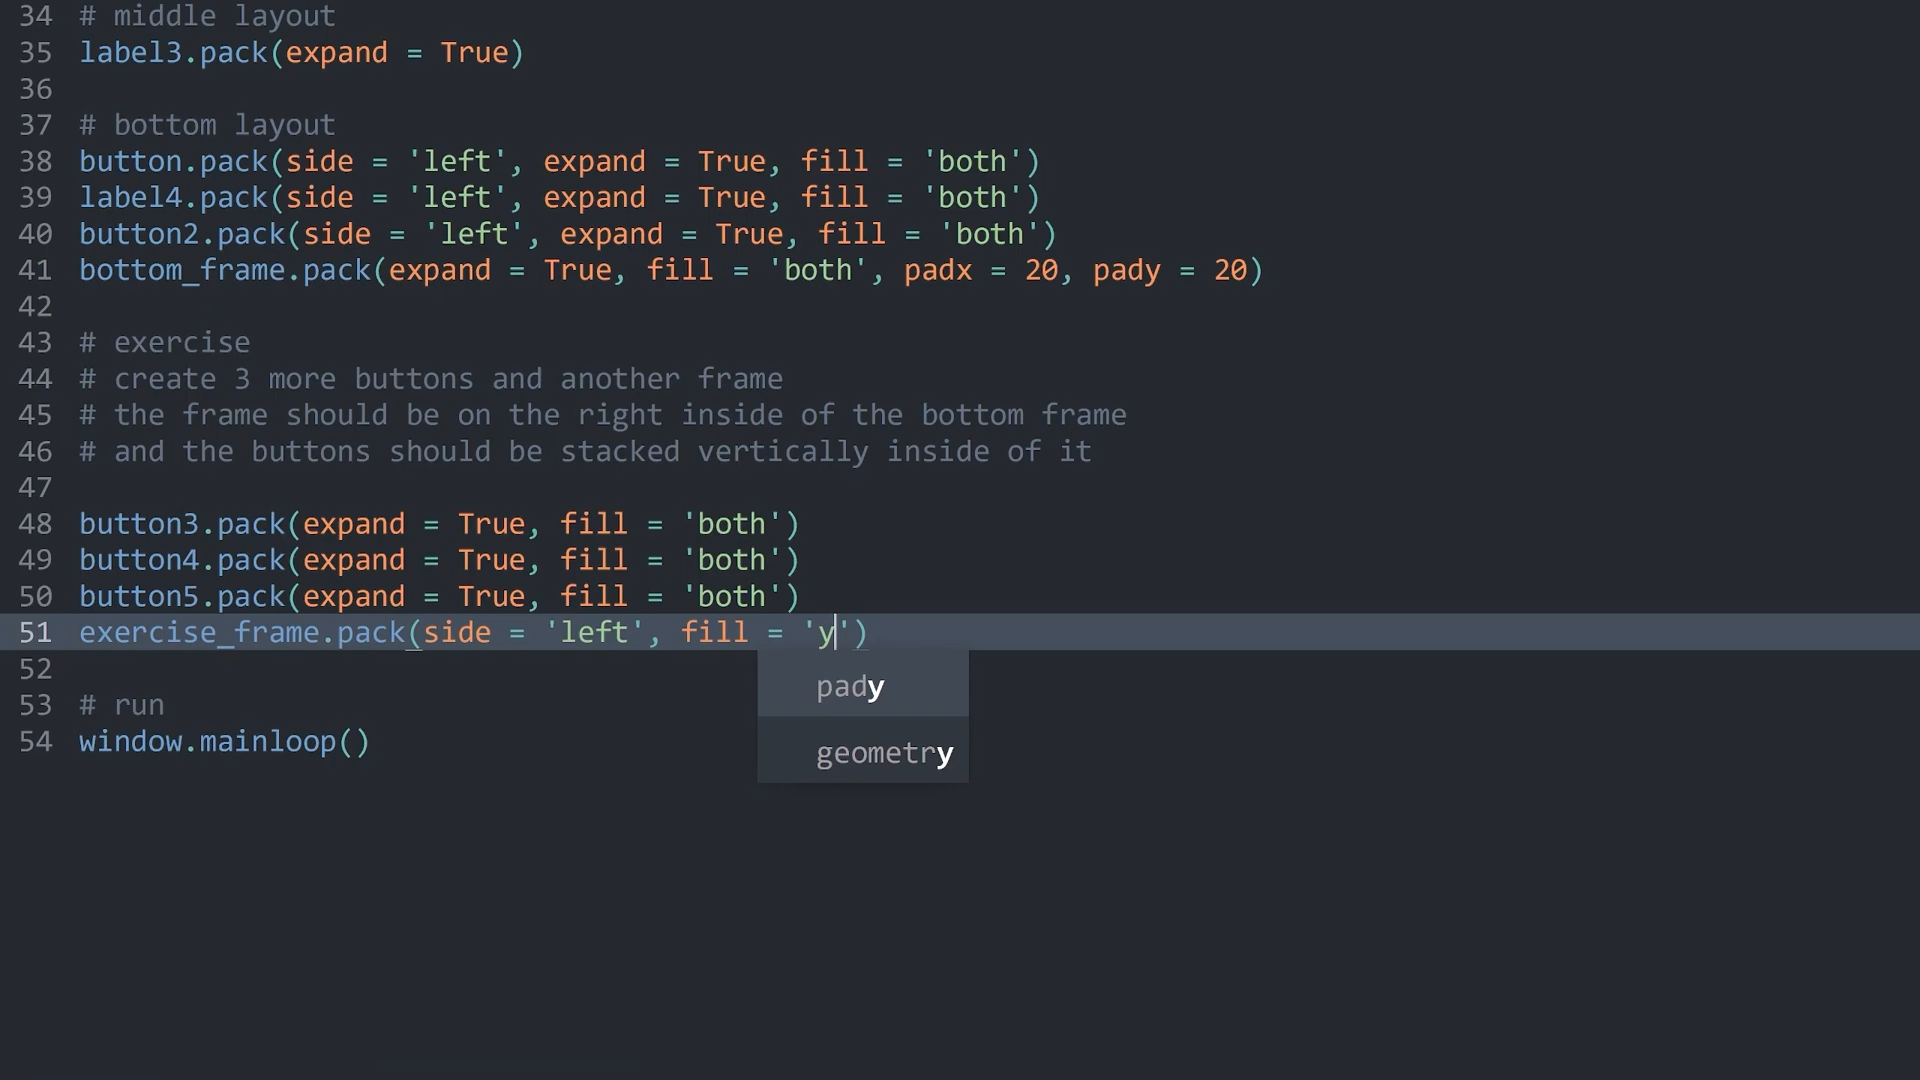 34 # middle layout
35 label3.pack(expand = True)
36
37 # bottom layout
38 button.pack(side = 'left', expand = True, fill = 'both')
39 label4.pack(side = 'left', expand = True, fill = 'both')
40 button2.pack(side = 'left', expand = True, fill = 'both')
41 bottom_frame.pack(expand = True, fill = 'both', padx = 20, pady = 20)
42
43 # exercise
44 # create 3 more buttons and another frame
45 # the frame should be on the right inside of the bottom frame
46 # and the buttons should be stacked vertically inside of it
47
48 button3.pack(expand = True, fill = 'both')
49 button4.pack(expand = True, fill = 'both')
50 button5.pack(expand = True, fill = 'both')
51 exercise_frame.pack(side = 'left', fill = 'y')
52
pady
53 # run
54 window.mainloop()
geometry